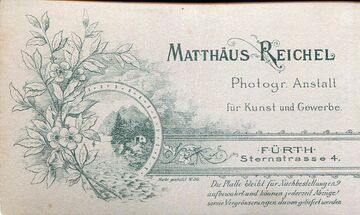 MATTHÄUS REICHEL
Photogr. Anstalt
für Kunst und Gewerbe.
FÜRTH
Sternstrasse 4.
Die Platte bleibt für Nachbestellungen
aufbewahrt und können jederzeit Abzüge
sowie Vergrösserungen davon geliefert werden.